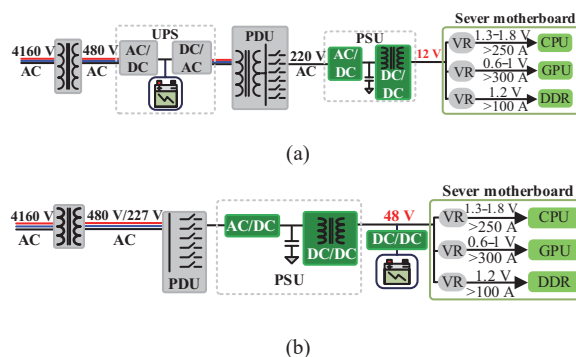 UPS
PDU
PSU
Sever motherboard
4160 V
AC
480 V
AC
AC/
DC
DC/
AC
220 V
AC
AC/
DC
DC/
DC
12 V
VR
1.3–1.8 V
>250 A
CPU
VR
0.6–1 V
>300 A
GPU
VR
1.2 V
>100 A
DDR
(a)
Sever motherboard
4160 V
AC
480 V/227 V
AC
PDU
AC/DC
DC/DC
PSU
48 V
DC/DC
VR
1.3–1.8 V
>250 A
CPU
VR
0.6–1 V
>300 A
GPU
VR
1.2 V
>100 A
DDR
(b)